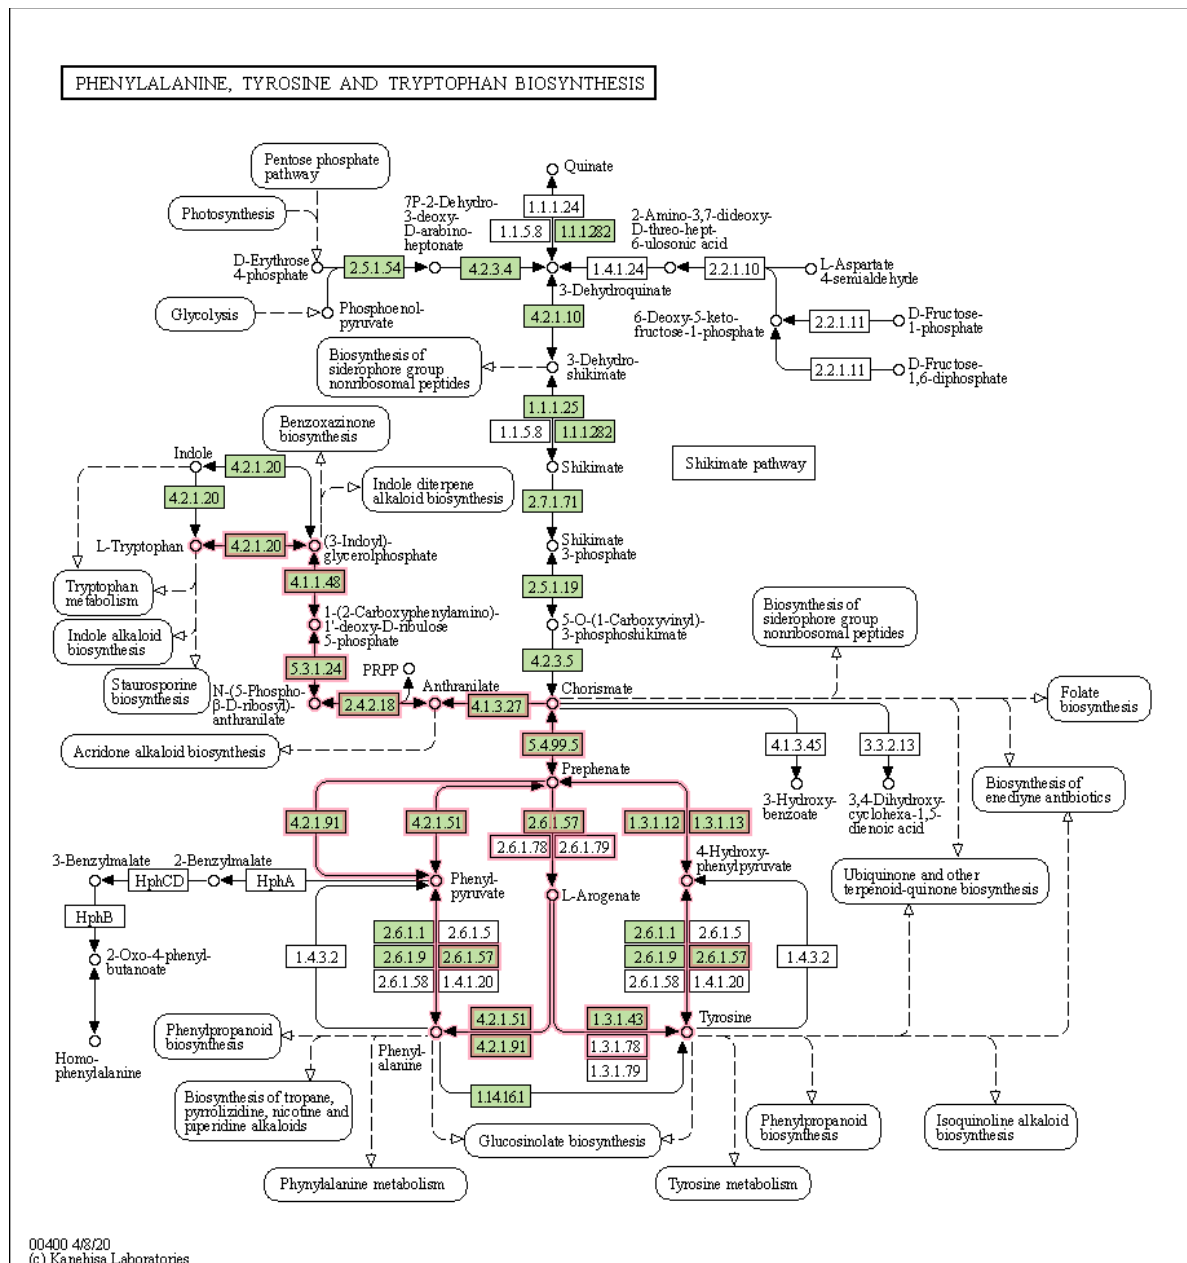 PHENYLALANINE, TYROSINE AND TRYPTOPHAN BIOSYNTHESIS
Pentose phosphate
pathway
Quinate
Photosynthesis
7P-2-Dehydro-
3-deoxy-
D-arabino-
heptonate
1.1.1.24
1.1.5.8
1.1.1.282
2-Amino-3,7-dideoxy-
D-threo-hept-
6-ulosonic acid
D-Erythrose
4-phosphate
2.5.1.54
4.2.3.4
1.4.1.24
2.2.1.10
L-Aspartate
4-semialdehyde
3-Dehydroquinate
Glycolysis
Phosphoenol-
pyruvate
4.2.1.10
6-Deoxy-5-keto-
fructose-1-phosphate
2.2.1.11
D-Fructose-
1-phosphate
Biosynthesis of
siderophore group
nonribosomal peptides
3-Dehydro-
shikimate
2.2.1.11
D-Fructose-
1,6-diphosphate
1.1.1.25
1.1.5.8
1.1.1.282
Benzoxazinone
biosynthesis
Indole
4.2.1.20
Shikimate
Shikimate pathway
4.2.1.20
Indole diterpene
alkaloid biosynthesis
2.7.1.71
L-Tryptophan
4.2.1.20
(3-Indoyl)-
glycerolphosphate
Shikimate
3-phosphate
Tryptophan
metabolism
4.1.1.48
2.5.1.19
1-(2-Carboxyphenylamino)-
1'-deoxy-D-ribulose
5-phosphate
5-O-(1-Carboxyvinyl)-
3-phosphoshikimate
Biosynthesis of
siderophore group
nonribosomal peptides
Indole alkaloid
biosynthesis
5.3.1.24
PRPP
4.2.3.5
Staurosporine
biosynthesis
N-(5-Phospho-
β-D-ribosyl)-
anthranilate
2.4.2.18
Anthranilate
4.1.3.27
Chorismate
Folate
biosynthesis
Acridone alkaloid biosynthesis
5.4.99.5
4.1.3.45
3.3.2.13
Prephenate
3-Hydroxy-
benzoate
3,4-Dihydroxy-
cyclohexa-1,5-
dienoic acid
Biosynthesis of
enediyne antibiotics
4.2.1.91
4.2.1.51
2.6.1.57
2.6.1.78
2.6.1.79
1.3.1.12
1.3.1.13
3-Benzylmalate
2-Benzylmalate
HphCD
HphA
Phenyl-
pyruvate
L-Arogenate
4-Hydroxy-
phenylpyruvate
Ubiquinone and other
terpenoid-quinone biosynthesis
HphB
2-Oxo-4-phenyl-
butanoate
1.4.3.2
2.6.1.1
2.6.1.5
2.6.1.9
2.6.1.57
2.6.1.58
1.4.1.20
2.6.1.1
2.6.1.5
2.6.1.9
2.6.1.57
2.6.1.58
1.4.1.20
1.4.3.2
Phenylpropanoid
biosynthesis
4.2.1.51
4.2.1.91
1.3.1.43
1.3.1.78
1.3.1.79
Tyrosine
Homo-
phenylalanine
Phenyl-
alanine
Biosynthesis of tropane,
pyrrolizidine, nicotine and
piperidine alkaloids
1.14.16.1
Glucosinolate biosynthesis
Phenylpropanoid
biosynthesis
Isoquinoline alkaloid
biosynthesis
Phynylalanine metabolism
Tyrosine metabolism
00400 4/8/20
(c) Kanehisa Laboratories